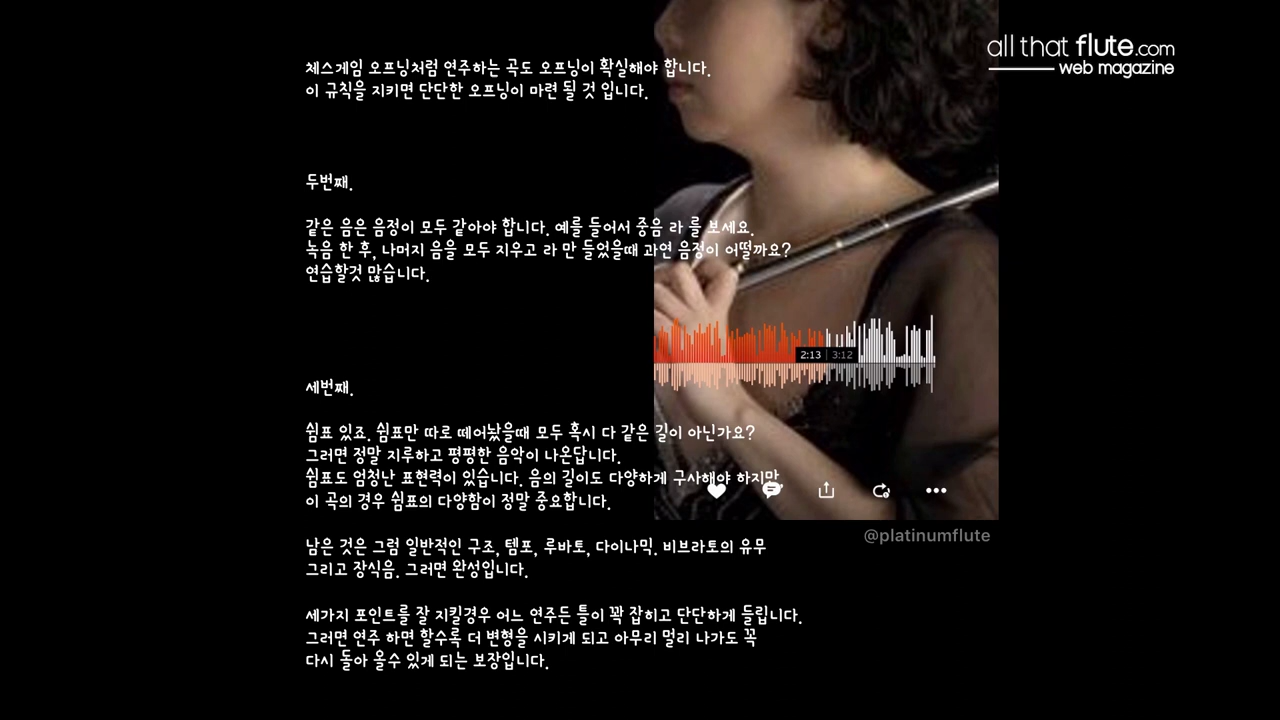 all that flute.com
web magazine
체스게임 오프닝처럼 연주하는 곡도 오프닝이 확실해야 합니다.
이 규칙을 지키면 단단한 오프닝이 마련 될 것 입니다.
두번째.
같은 음은 음정이 모두 같아야 합니다. 예를 들어서 중음 라 를 보세요.
녹음 한 후, 나머지 음을 모두 지우고 라 만 들었을때 과연 음정이 어떨까요?
연습할것 많습니다.
2:13 | 3:12
세번째.
쉼표 있죠. 쉼표만 따로 떼어놨을때 모두 혹시 다 같은 길이 아닌가요?
그러면 정말 지루하고 평평한 음악이 나온답니다.
쉼표도 엄청난 표현력이 있습니다. 음의 길이도 다양하게 구사해야 하지만
이 곡의 경우 쉼표의 다양함이 정말 중요합니다.
@platinumflute
남은 것은 그럼 일반적인 구조, 템포, 루바토, 다이나믹. 비브라토의 유무
그리고 장식음. 그러면 완성입니다.
세가지 포인트를 잘 지킬경우 어느 연주든 틀이 꽉 잡히고 단단하게 들립니다.
그러면 연주 하면 할수록 더 변형을 시키게 되고 아무리 멀리 나가도 꼭
다시 돌아 올수 있게 되는 보장입니다.